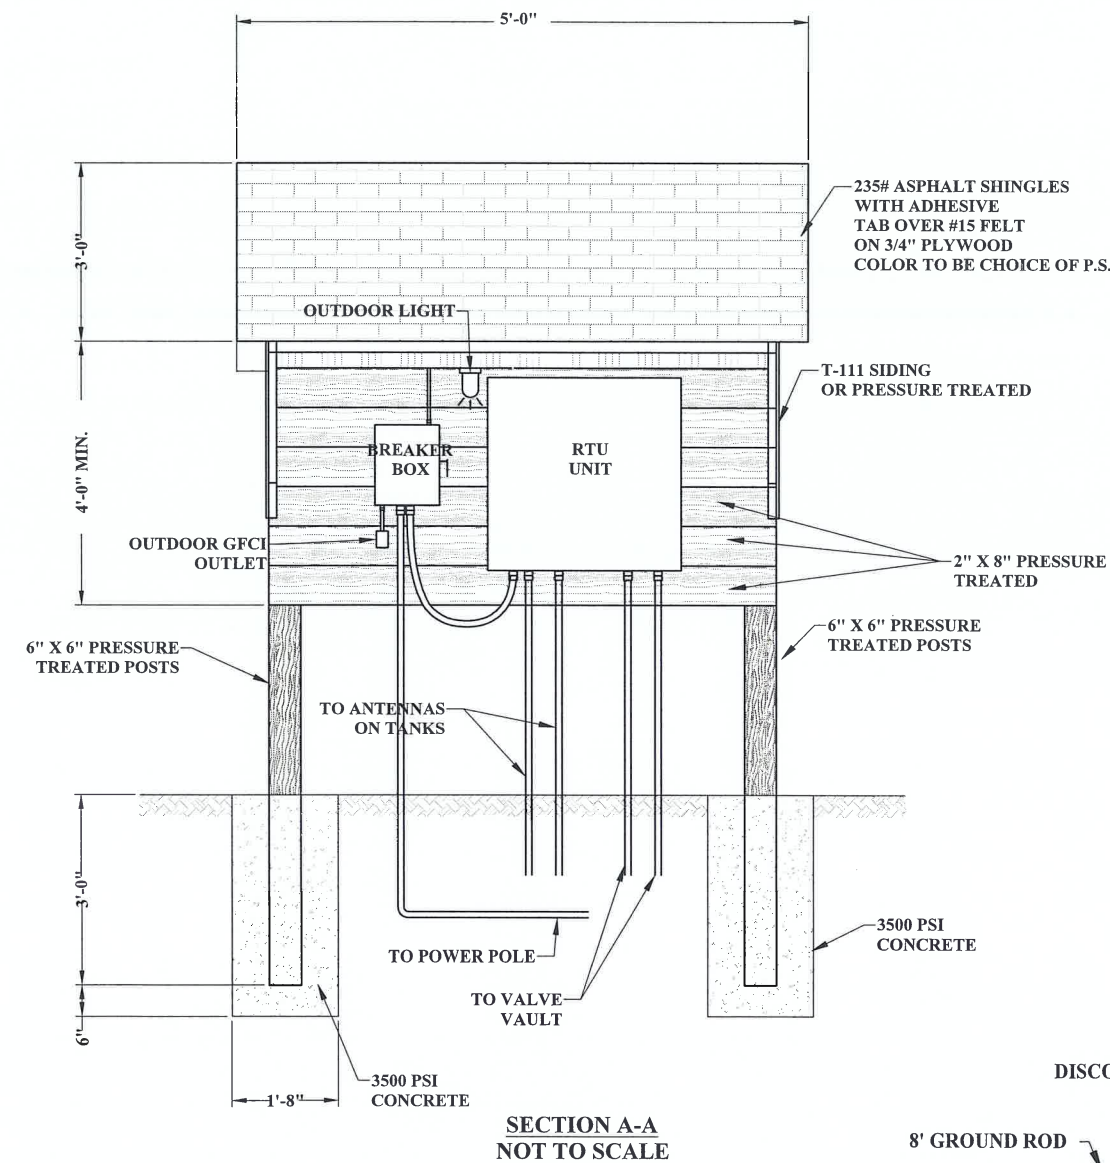 5'-0"
3'-0"
235# ASPHALT SHINGLES
WITH ADHESIVE
TAB OVER #15 FELT
ON 3/4" PLYWOOD
COLOR TO BE CHOICE OF P.S.
OUTDOOR LIGHT
T-111 SIDING
OR PRESSURE TREATED
4'-0" MIN.
BREAKER
BOX
RTU
UNIT
OUTDOOR GFCI
OUTLET
2" X 8" PRESSURE
TREATED
6" X 6" PRESSURE
TREATED POSTS
6" X 6" PRESSURE
TREATED POSTS
TO ANTENNAS
ON TANKS
3'-0"
3500 PSI
CONCRETE
TO POWER POLE
TO VALVE
VAULT
6"
3500 PSI
CONCRETE
1'-8"
DISCO
SECTION A-A
NOT TO SCALE
8' GROUND ROD